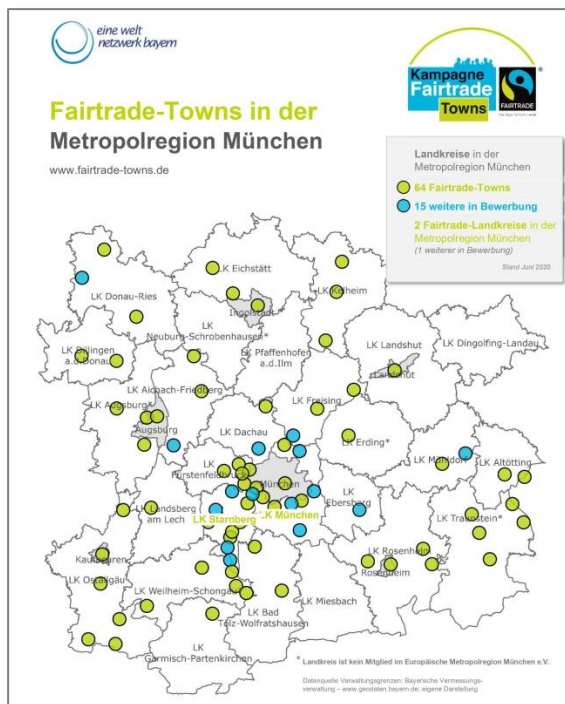 eine welt
netzwerk bayern
Kampagne
Fairtrade
Towns
FAIRTRADE
Fairtrade-Towns in der
Metropolregion München
www.fairtrade-towns.de
Landkreise in der
Metropolregion München
64 Fairtrade-Towns
15 weitere in Bewerbung
2 Fairtrade-Landkreise in der
Metropolregion München
(1 weiterer in Bewerbung)
Stand Juni 2020
LK Eichstätt
LK Donau-Ries
LK Kelheim
Ingolstadt
LK
Neuburg-Schrobenhausen*
LK Landshut
LK Dingolfing-Landau
LK Dillingen
a.d.Donau
LK Pfaffenhofen
a.d.Ilm
Landshut
LK Aichach-Friedberg
LK Augsburg*
LK Freising
Augsburg
LK Dachau
LK Erding*
LK Mühldorf
LK Altötting
LK
Fürstenfeldbruck
München
LK
Ebersberg
LK Landsberg
am Lech
LK Starnberg
LK München
LK Traunstein*
Kaufbeuren
LK Rosenheim
Rosenheim
LK Ostallgäu
LK Weilheim-Schongau
LK Miesbach
LK Bad
Tölz-Wolfratshausen
LK
Garmisch-Partenkirchen
* Landkreis ist kein Mitglied im Europäische Metropolregion München e.V.
Datenquelle Verwaltungsgrenzen: Bayerische Vermessungs-
verwaltung – www.geodaten.bayern.de; eigene Darstellung